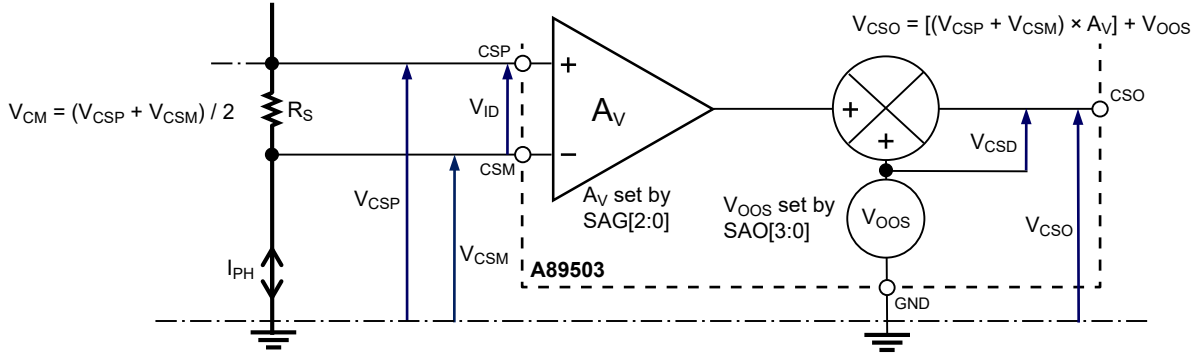 V_CSO = [(V_CSP + V_CSM) × A_V] + V_OOS
CSP
+
V_CM = (V_CSP + V_CSM) / 2
R_S
V_ID
A_V
+
+
CSO
V_CSD
CSM
−
V_CSP
A_V set by
SAG[2:0]
V_OOS set by
SAO[3:0]
V_OOS
V_CSO
V_CSM
I_PH
A89503
GND